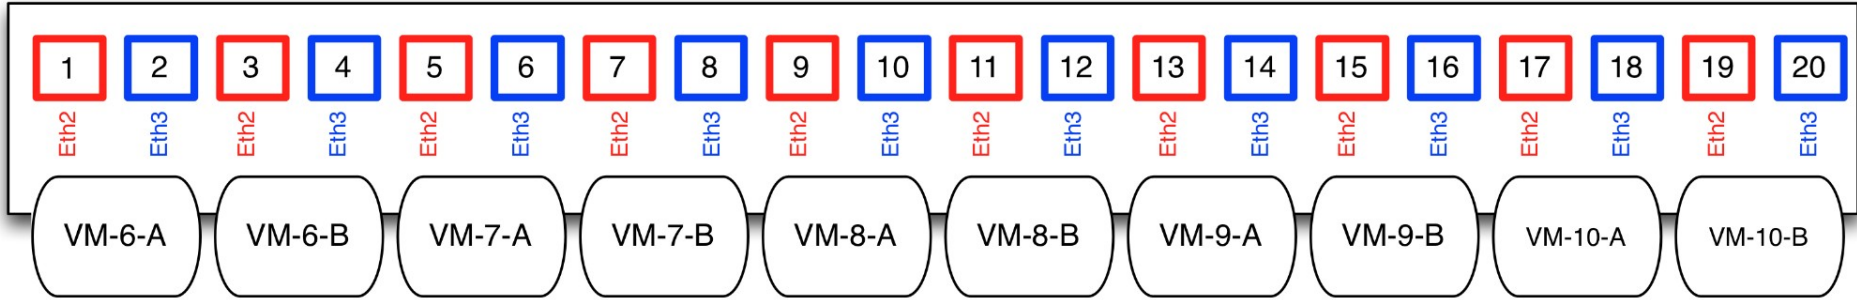 1 2 3 4 5 6 7 8 9 10 11 12 13 14 15 16 17 18 19 20
Eth2 Eth3 Eth2 Eth3 Eth2 Eth3 Eth2 Eth3 Eth2 Eth3 Eth2 Eth3 Eth2 Eth3 Eth2 Eth3 Eth2 Eth3 Eth2 Eth3
VM-6-A VM-6-B VM-7-A VM-7-B VM-8-A VM-8-B VM-9-A VM-9-B VM-10-A VM-10-B